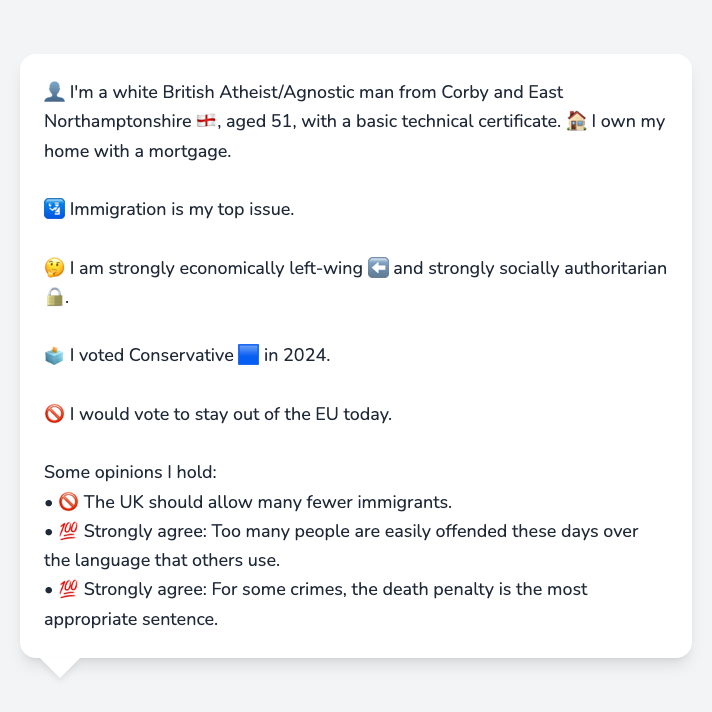 👤 I'm a white British Atheist/Agnostic man from Corby and East
Northamptonshire 🏴󠁧󠁢󠁥󠁮󠁧󠁿, aged 51, with a basic technical certificate. 🏠 I own my
home with a mortgage.
🛂 Immigration is my top issue.
🤔 I am strongly economically left-wing ⬅️ and strongly socially authoritarian
🔒.
🗳️ I voted Conservative 🟦 in 2024.
🚫 I would vote to stay out of the EU today.
Some opinions I hold:
• 🚫 The UK should allow many fewer immigrants.
• 💯 Strongly agree: Too many people are easily offended these days over
the language that others use.
• 💯 Strongly agree: For some crimes, the death penalty is the most
appropriate sentence.